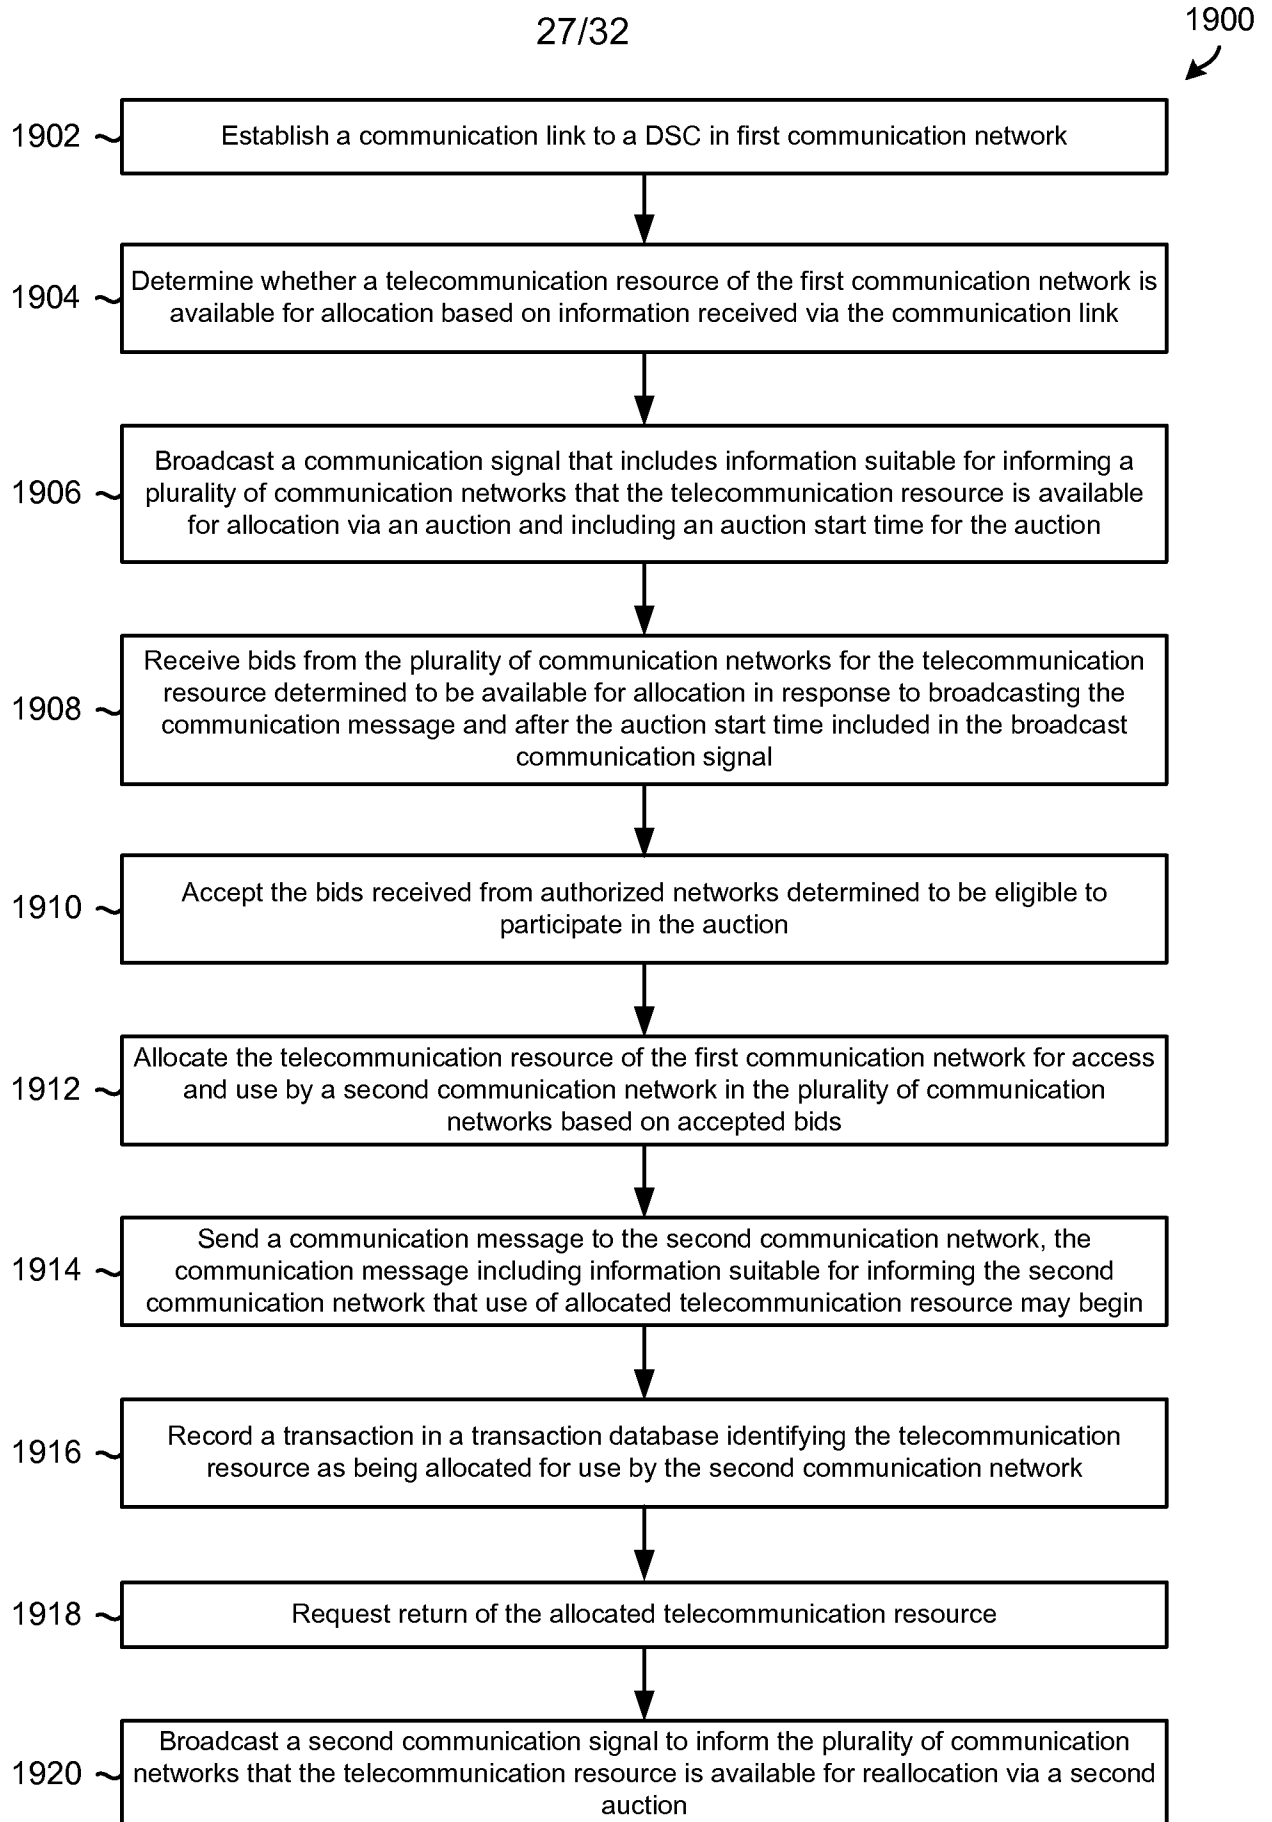 27/32
1900
1902
Establish a communication link to a DSC in first communication network
1904
Determine whether a telecommunication resource of the first communication network is
available for allocation based on information received via the communication link
1906
Broadcast a communication signal that includes information suitable for informing a
plurality of communication networks that the telecommunication resource is available
for allocation via an auction and including an auction start time for the auction
1908
Receive bids from the plurality of communication networks for the telecommunication
resource determined to be available for allocation in response to broadcasting the
communication message and after the auction start time included in the broadcast
communication signal
1910
Accept the bids received from authorized networks determined to be eligible to
participate in the auction
1912
Allocate the telecommunication resource of the first communication network for access
and use by a second communication network in the plurality of communication
networks based on accepted bids
1914
Send a communication message to the second communication network, the
communication message including information suitable for informing the second
communication network that use of allocated telecommunication resource may begin
1916
Record a transaction in a transaction database identifying the telecommunication
resource as being allocated for use by the second communication network
1918
Request return of the allocated telecommunication resource
1920
Broadcast a second communication signal to inform the plurality of communication
networks that the telecommunication resource is available for reallocation via a second
auction